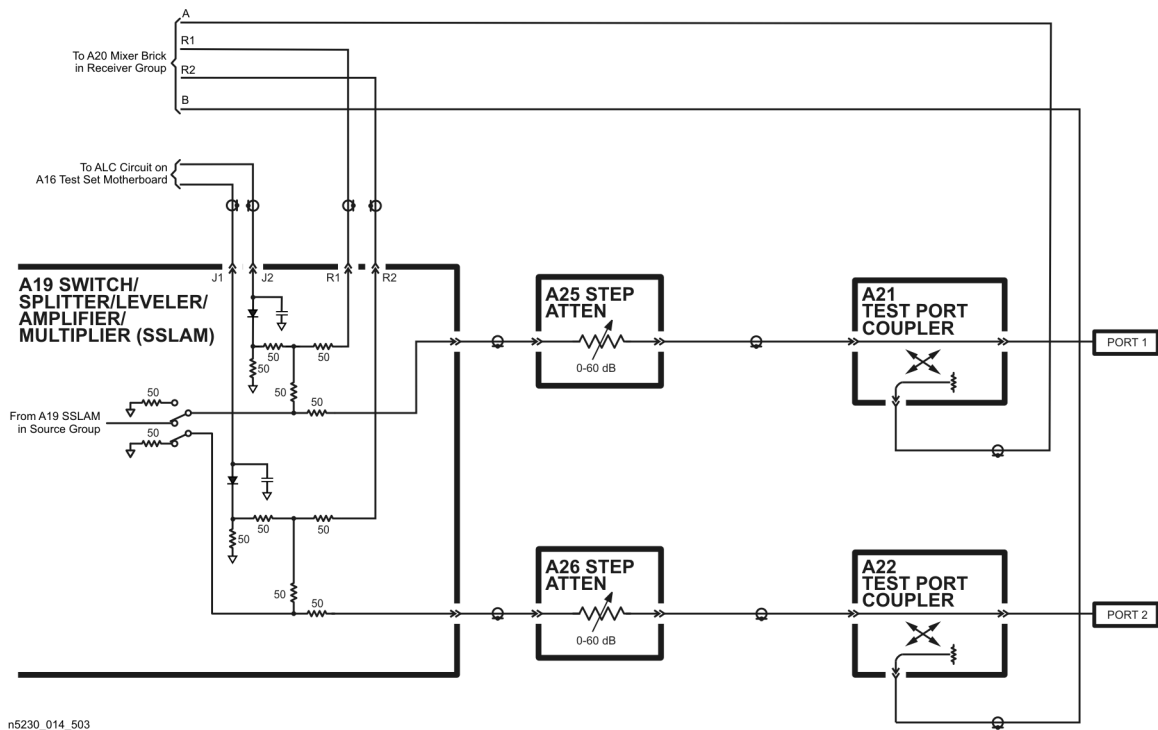 A
R1
To A20 Mixer Brick
in Receiver Group
R2
B
To ALC Circuit on
A16 Test Set Motherboard
J1
J2
R1
R2
A19 SWITCH/
SPLITTER/LEVELER/
AMPLIFIER/
MULTIPLIER (SSLAM)
50
50
50
50
50
50
From A19 SSLAM
in Source Group
50
50
50
50
50
50
A25 STEP
ATTEN
0-60 dB
A21
TEST PORT
COUPLER
PORT 1
A26 STEP
ATTEN
0-60 dB
A22
TEST PORT
COUPLER
PORT 2
n5230_014_503